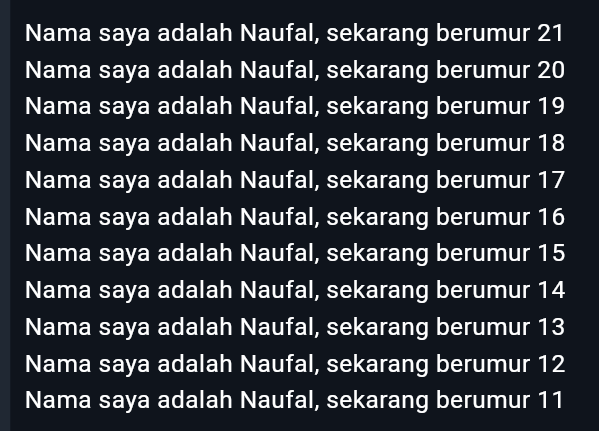 Nama saya adalah Naufal, sekarang berumur 21
Nama saya adalah Naufal, sekarang berumur 20
Nama saya adalah Naufal, sekarang berumur 19
Nama saya adalah Naufal, sekarang berumur 18
Nama saya adalah Naufal, sekarang berumur 17
Nama saya adalah Naufal, sekarang berumur 16
Nama saya adalah Naufal, sekarang berumur 15
Nama saya adalah Naufal, sekarang berumur 14
Nama saya adalah Naufal, sekarang berumur 13
Nama saya adalah Naufal, sekarang berumur 12
Nama saya adalah Naufal, sekarang berumur 11